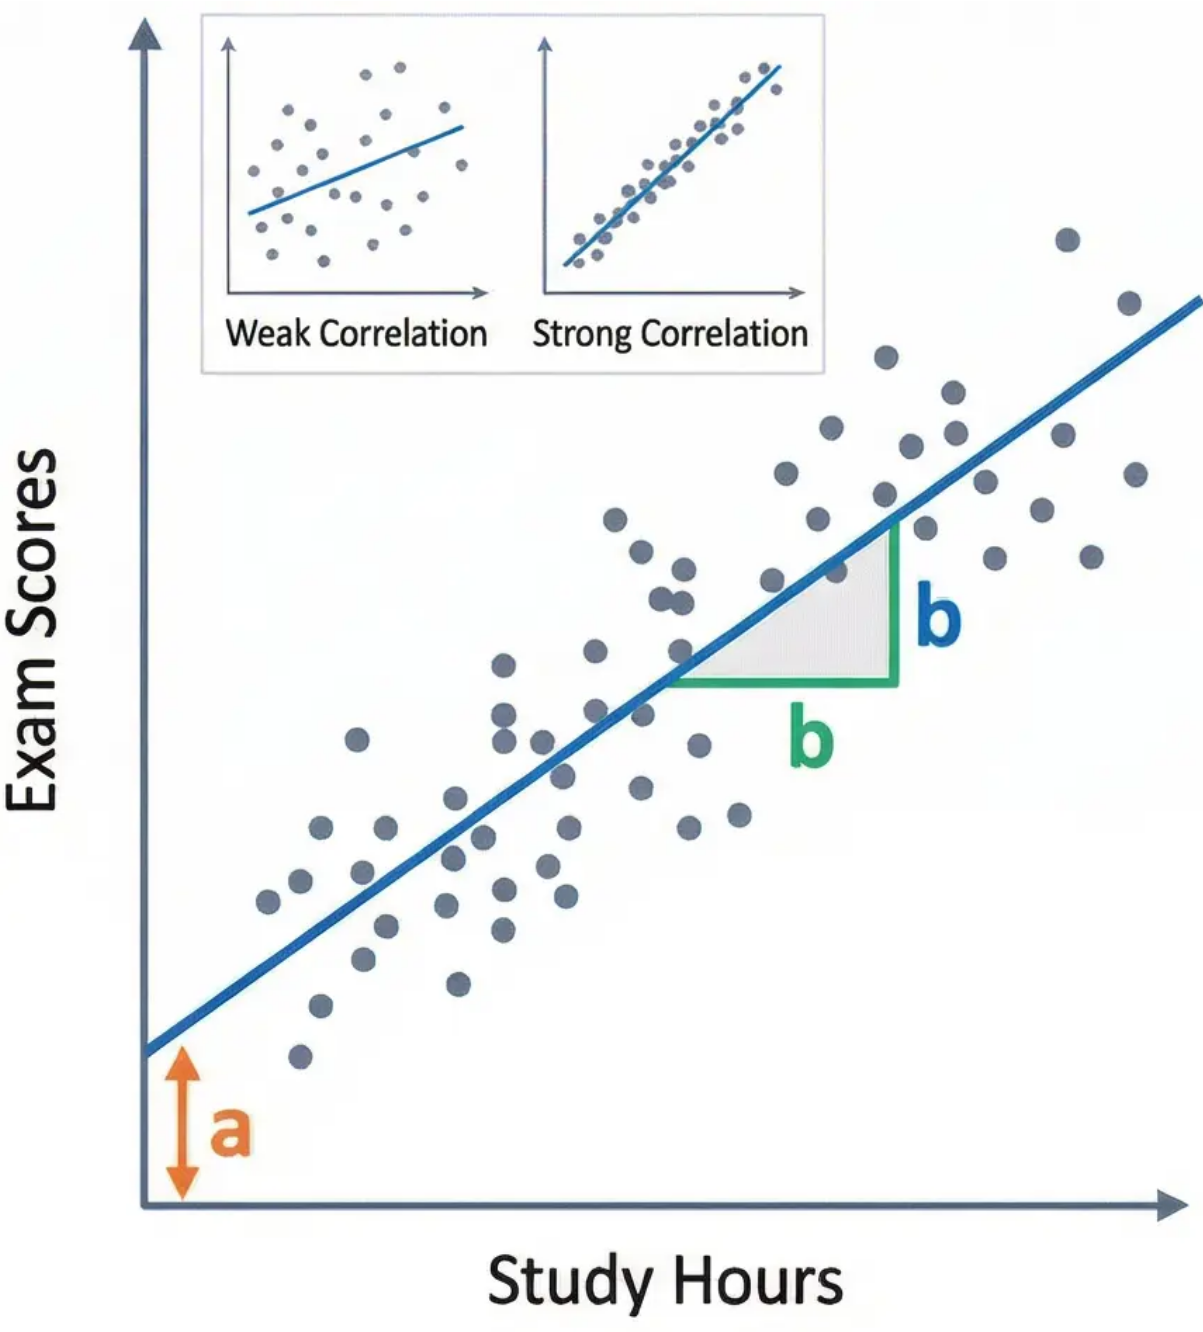 Weak Correlation
Strong Correlation
Exam Scores
b
b
a
Study Hours